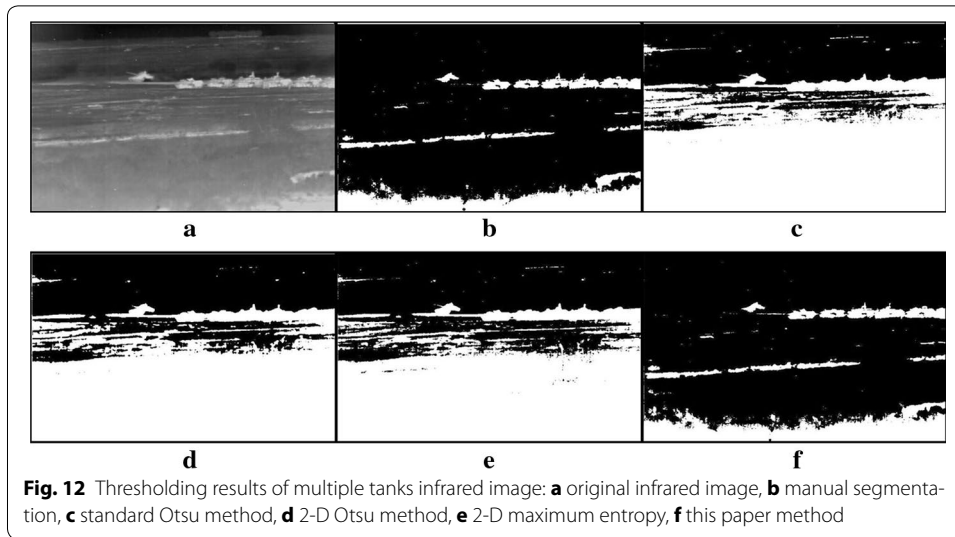 a b c
d e f
Fig. 12 Thresholding results of multiple tanks infrared image: a original infrared image, b manual segmenta-
tion, c standard Otsu method, d 2-D Otsu method, e 2-D maximum entropy, f this paper method